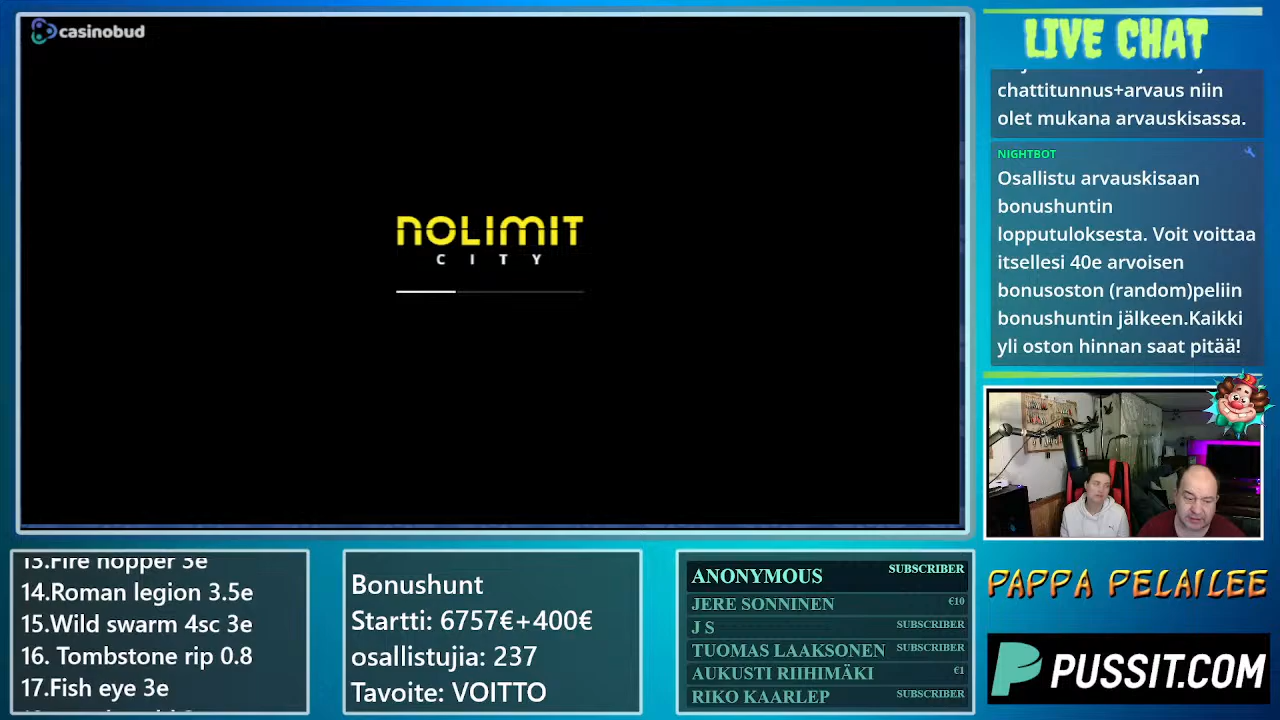 casinobud
NOLIMIT
CITY
LIVE CHAT
chattitunnus+arvaus niin
olet mukana arvauskisassa.
NIGHTBOT
Osallistu arvauskisaan
bonushuntin
lopputuloksesta. Voit voittaa
itsellesi 40e arvoisen
bonusoston (random)peliin
bonushuntin jälkeen.Kaikki
yli oston hinnan saat pitää!
13.Fire hopper 3e
14.Roman legion 3.5e
15.Wild swarm 4sc 3e
16. Tombstone rip 0.8
17.Fish eye 3e
Bonushunt
Startti: 6757€+400€
osallistujia: 237
Tavoite: VOITTO
ANONYMOUS SUBSCRIBER
JERE SONNINEN €10
J S SUBSCRIBER
TUOMAS LAAKSONEN SUBSCRIBER
AUKUSTI RIIHIMÄKI €1
RIKO KAARLEP SUBSCRIBER
PAPPA PELAILEE
PUSSIT.COM